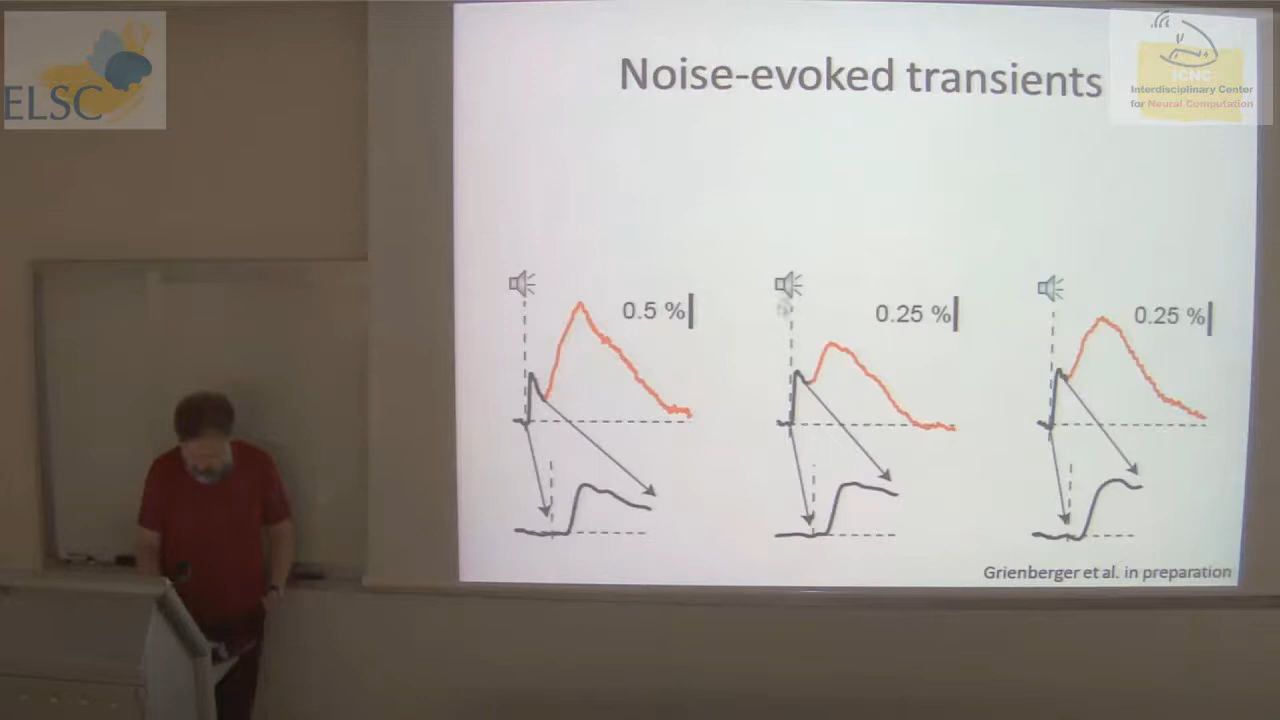 ELSC
Noise-evoked transients
ICNC
Interdisciplinary Center
for Neural Computation
0.5 %
0.25 %
0.25 %
Grienberger et al. in preparation